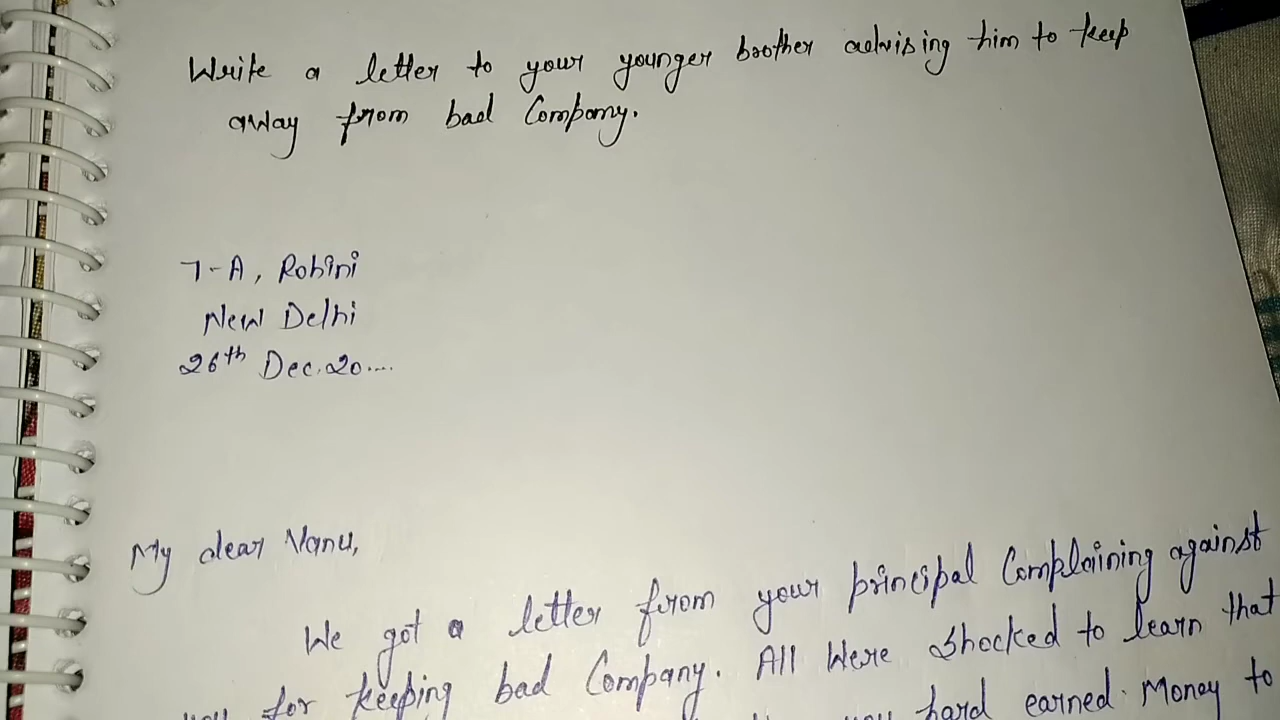 Write a letter to your younger brother advising him to keep
away from bad Company.
7-A, Rohini
New Delhi
26th Dec. 20....
My dear Nanu,
We got a letter from your principal Complaining against
you for keeping bad Company. All Were shocked to learn that
you hard earned Money to